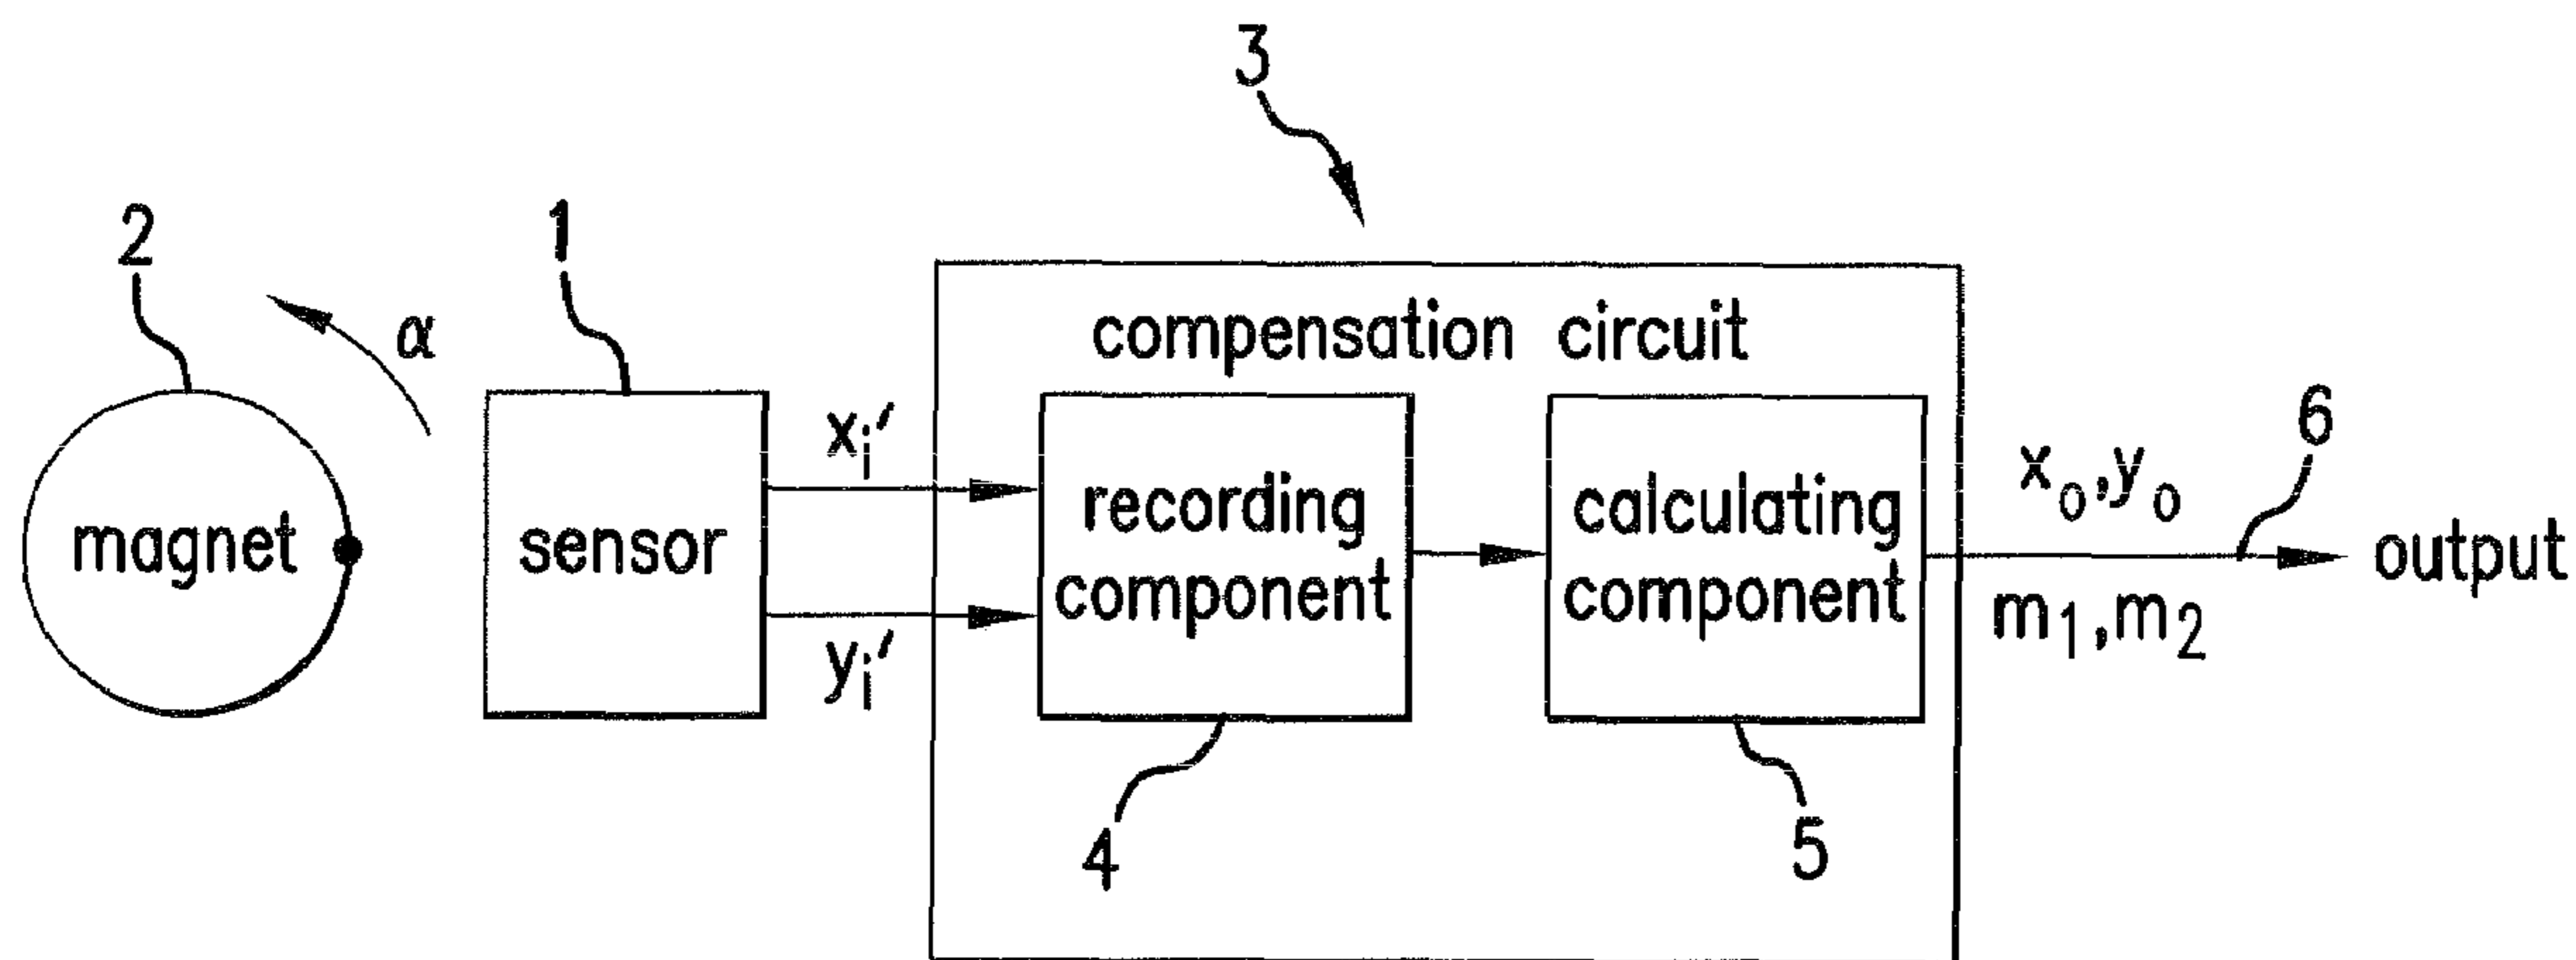 3
2
1
α
compensation circuit
magnet
sensor
xi′
yi′
recording
component
calculating
component
xo,yo
m1,m2
6
output
4
5